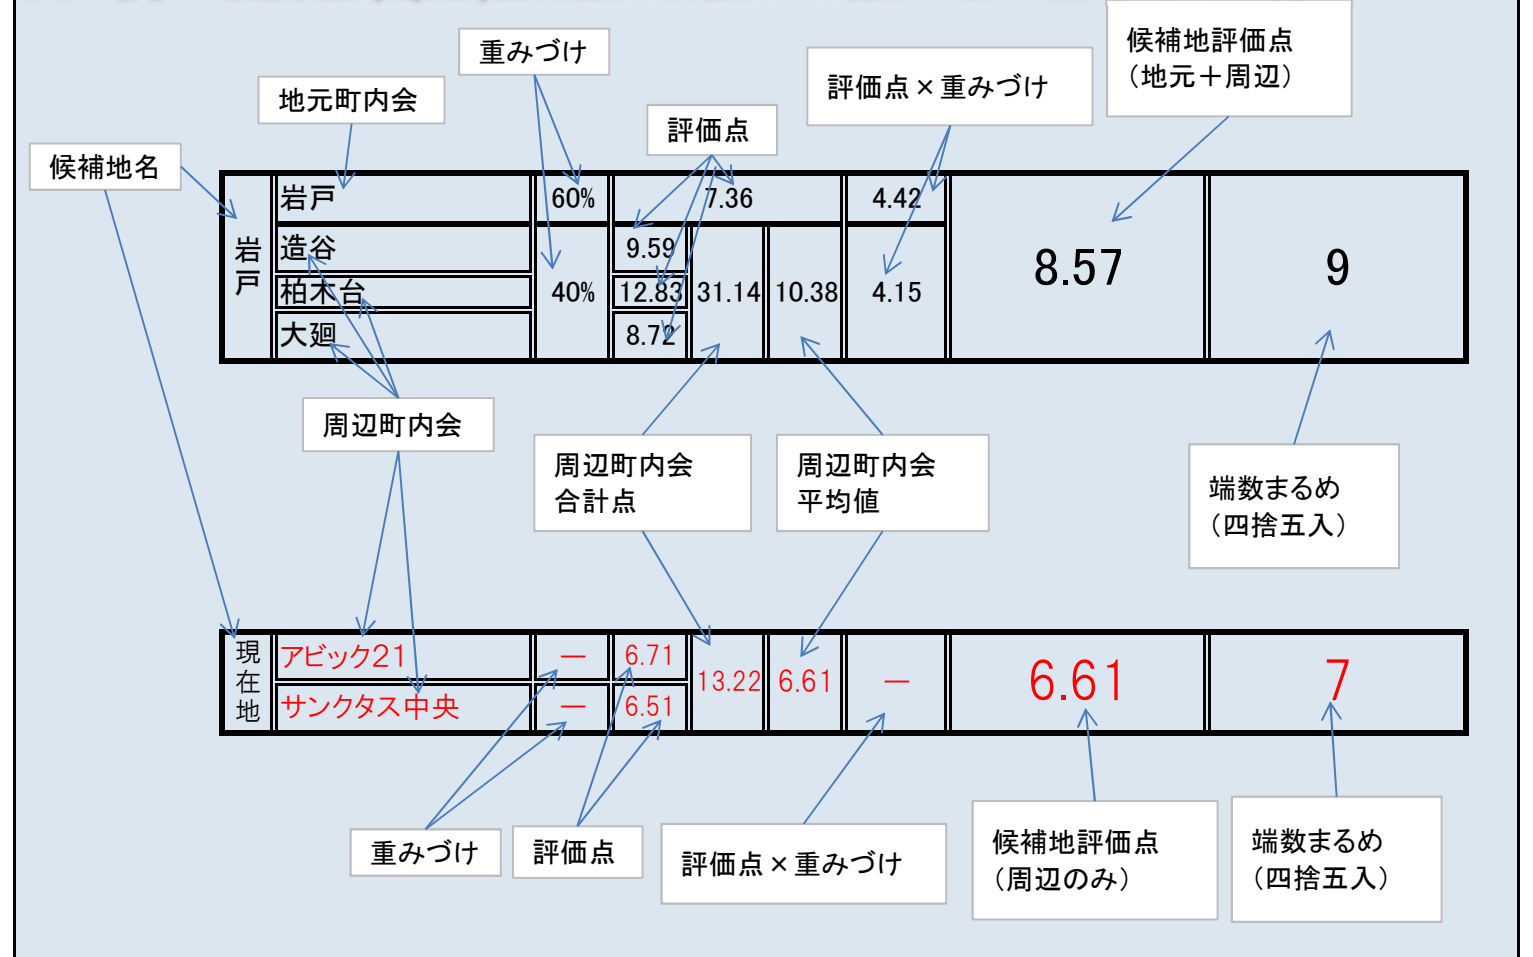 候補地評価点
（地元＋周辺）
重みづけ
評価点×重みづけ
地元町内会
評価点
候補地名
岩戸
岩戸
60%
7.36
4.42
8.57
9
造谷
9.59
柏木台
40%
12.83
31.14
10.38
4.15
大廻
8.72
周辺町内会
周辺町内会
合計点
周辺町内会
平均値
端数まるめ
（四捨五入）
現在地
アビック21
―
6.71
13.22
6.61
―
6.61
7
サンクタス中央
―
6.51
重みづけ
評価点
評価点×重みづけ
候補地評価点
（周辺のみ）
端数まるめ
（四捨五入）